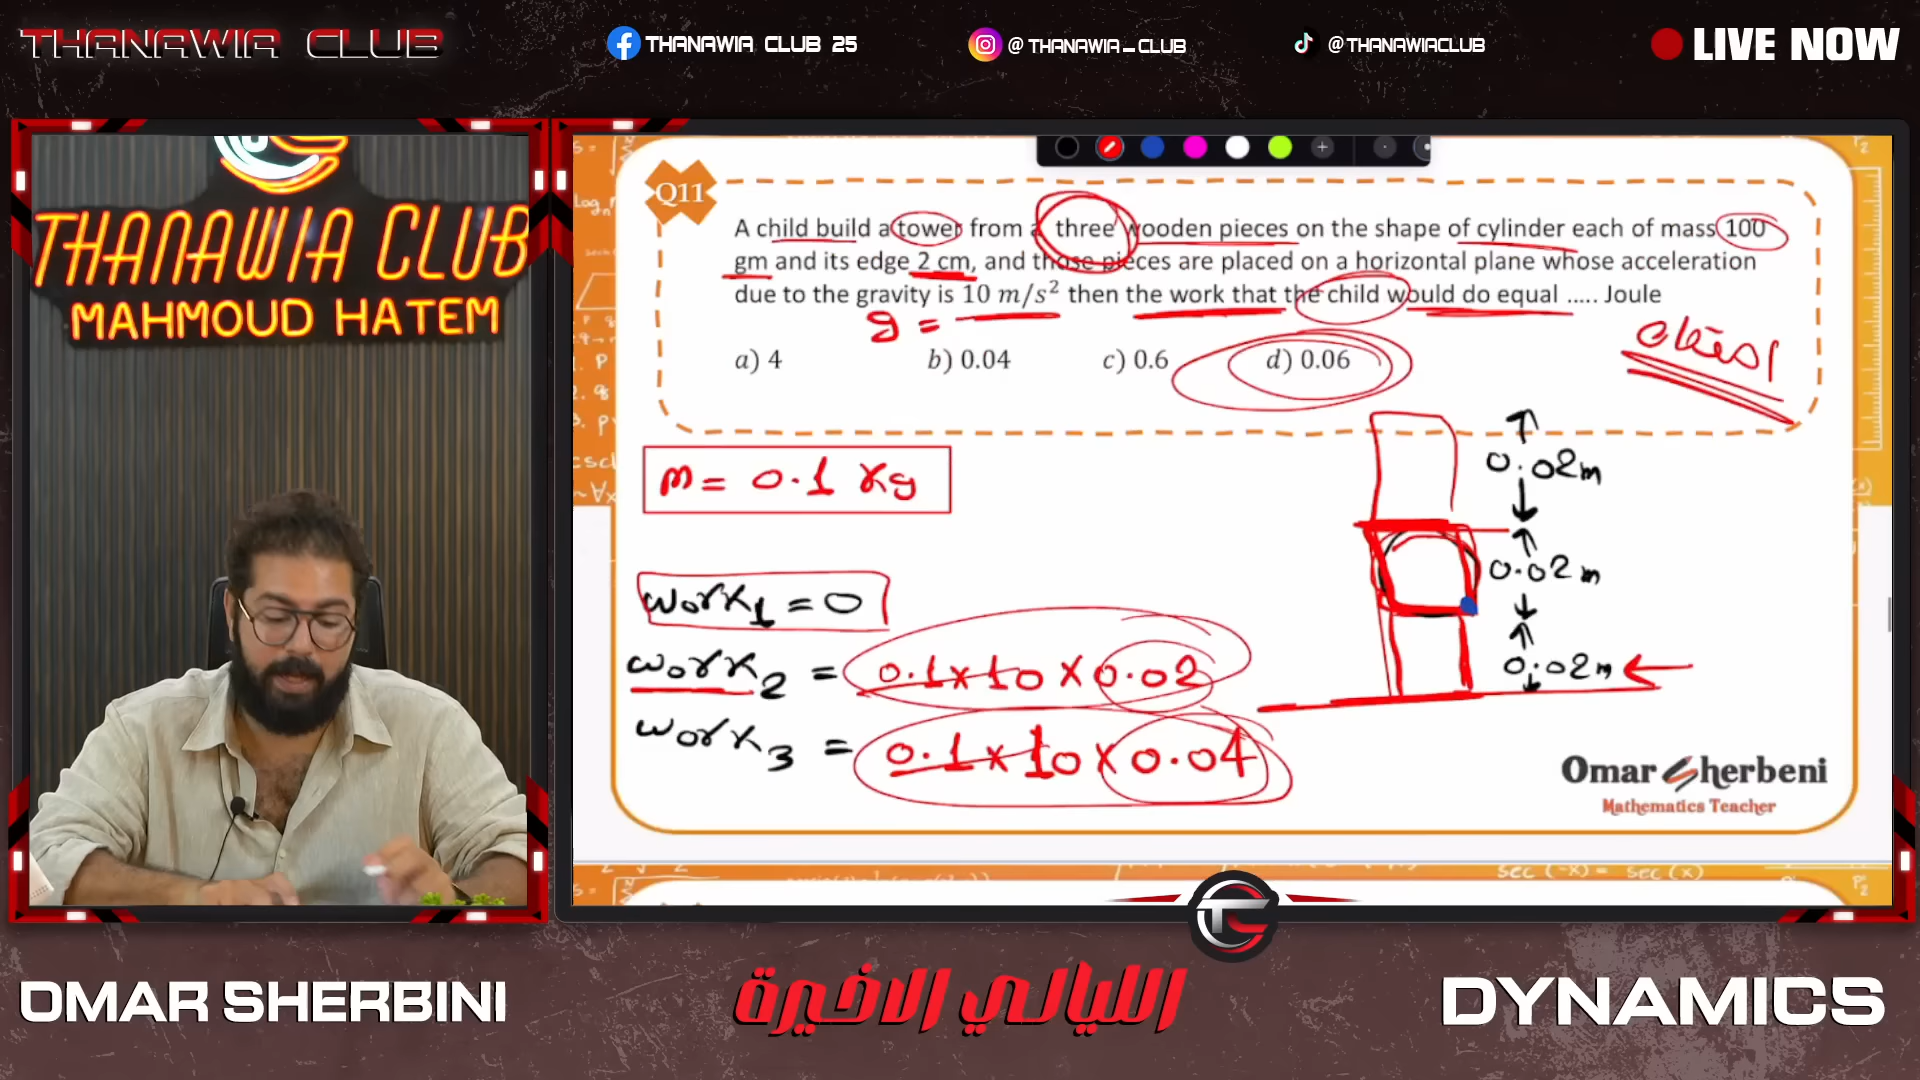 THANAWIA CLUB
THANAWIA CLUB 25
@THANAWIA_CLUB
@THANAWIACLUB
LIVE NOW
THANAWIA CLUB
MAHMOUD HATEM
Q11
A child build a tower from a three wooden pieces on the shape of cylinder each of mass 100
gm and its edge 2 cm, and those pieces are placed on a horizontal plane whose acceleration
due to the gravity is 10 m/s² then the work that the child would do equal ..... Joule
g =
a) 4 b) 0.04 c) 0.6 d) 0.06
m = 0.1 kg
0.02m
work1 = 0
0.02m
work2 = 0.1×10×0.02
0.02m
work3 = 0.1×10×0.04
Omar Sherbeni
Mathematics Teacher
sec(-x) = sec(x)
TC
OMAR SHERBINI
الليالي الاخيرة
DYNAMICS